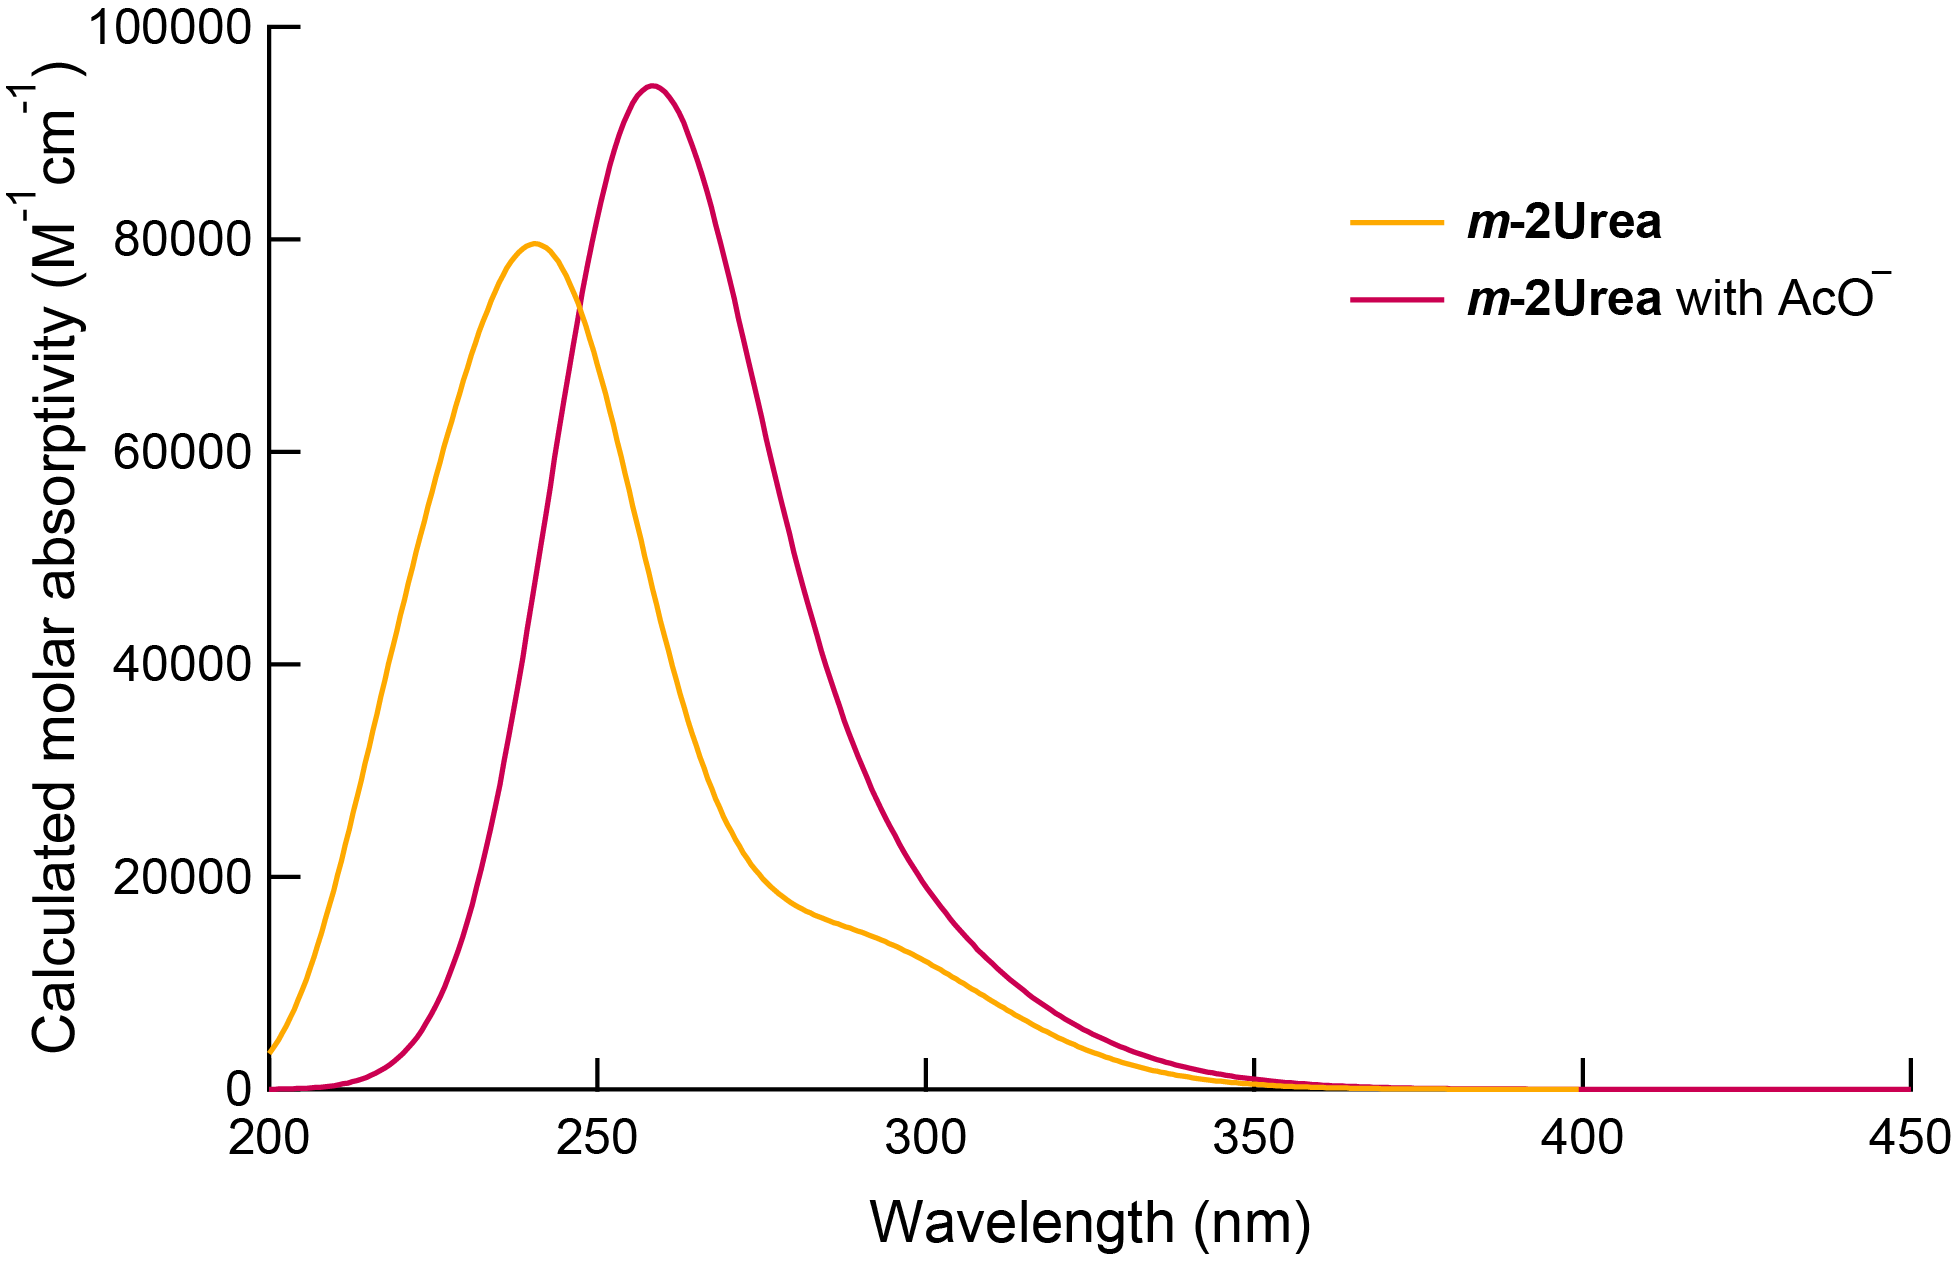 Calculated molar absorptivity (M⁻¹ cm⁻¹)
100000
80000
60000
40000
20000
0
m-2Urea
m-2Urea with AcO⁻
200 250 300 350 400 450
Wavelength (nm)